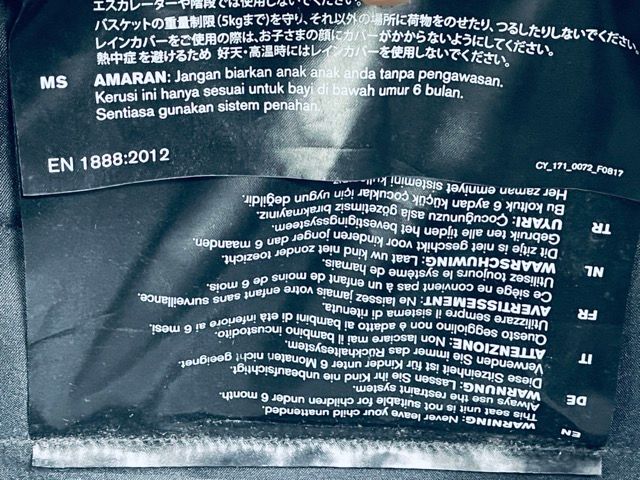 エスカレーターや階段では使用しないでください。
バスケットの重量制限(5kgまで)を守り、それ以外の場所に荷物をのせたり、つるしたりしないでください。
レインカバーをご使用の際は、お子さまの顔にカバーがかからないようにしてください。
熱中症を避けるため 好天・高温時にはレインカバーを使用しないでください。
MS AMARAN: Jangan biarkan anak anak anda tanpa pengawasan.
Kerusi ini hanya sesuai untuk bayi di bawah umur 6 bulan.
Sentiasa gunakan sistem penahan.
EN 1888:2012
CY_171_0072_F0817
EN WARNING: Never leave your child unattended.
This seat unit is not suitable for children under 6 month
Always use the restraint system.
DE WARNUNG: Lassen Sie ihr Kind nie unbeaufsichtigt.
Diese Sitzeinheit ist für Kinder unter 6 Monaten nicht geeignet.
Verwenden Sie immer das Rückhaltesystem.
IT ATTENZIONE: Non lasciare mai il bambino incustodito.
Questo seggiolino non è adatto ai bambini di età inferiore ai 6 mesi.
Utilizzare sempre il sistema di ritenuta.
FR AVERTISSEMENT: Ne laissez jamais votre enfant sans surveillance.
Ce siège ne convient pas à un enfant de moins de 6 mois.
Utilisez toujours le système de harnais.
NL WAARSCHUWING: Laat uw kind niet zonder toezicht.
Dit zitje is niet geschikt voor kinderen jonger dan 6 maanden.
Gebruik ten alle tijden het bevestigingssysteem.
TR UYARI: Çocuğunuzu asla gözetimsiz bırakmayınız.
Bu koltuk 6 aydan küçük çocuklar için uygun değildir.
Her zaman emniyet sistemini